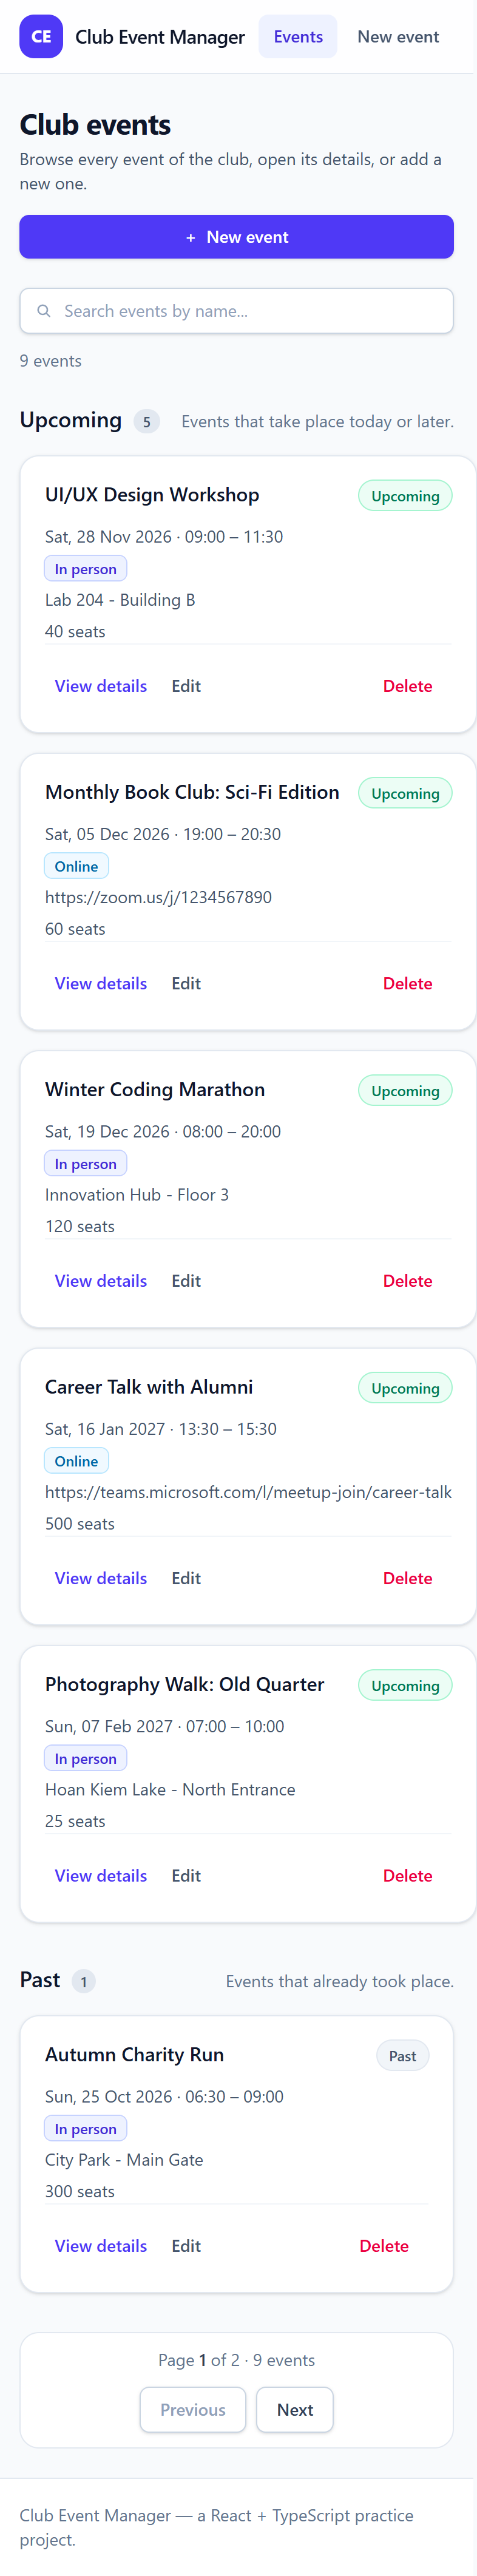 CE Club Event Manager Events New event
Club events
Browse every event of the club, open its details, or add a
new one.
+ New event
Search events by name...
9 events
Upcoming 5 Events that take place today or later.
UI/UX Design Workshop Upcoming
Sat, 28 Nov 2026 · 09:00 – 11:30
In person
Lab 204 - Building B
40 seats
View details Edit Delete
Monthly Book Club: Sci-Fi Edition Upcoming
Sat, 05 Dec 2026 · 19:00 – 20:30
Online
https://zoom.us/j/1234567890
60 seats
View details Edit Delete
Winter Coding Marathon Upcoming
Sat, 19 Dec 2026 · 08:00 – 20:00
In person
Innovation Hub - Floor 3
120 seats
View details Edit Delete
Career Talk with Alumni Upcoming
Sat, 16 Jan 2027 · 13:30 – 15:30
Online
https://teams.microsoft.com/l/meetup-join/career-talk
500 seats
View details Edit Delete
Photography Walk: Old Quarter Upcoming
Sun, 07 Feb 2027 · 07:00 – 10:00
In person
Hoan Kiem Lake - North Entrance
25 seats
View details Edit Delete
Past 1 Events that already took place.
Autumn Charity Run Past
Sun, 25 Oct 2026 · 06:30 – 09:00
In person
City Park - Main Gate
300 seats
View details Edit Delete
Page 1 of 2 · 9 events
Previous Next
Club Event Manager — a React + TypeScript practice
project.